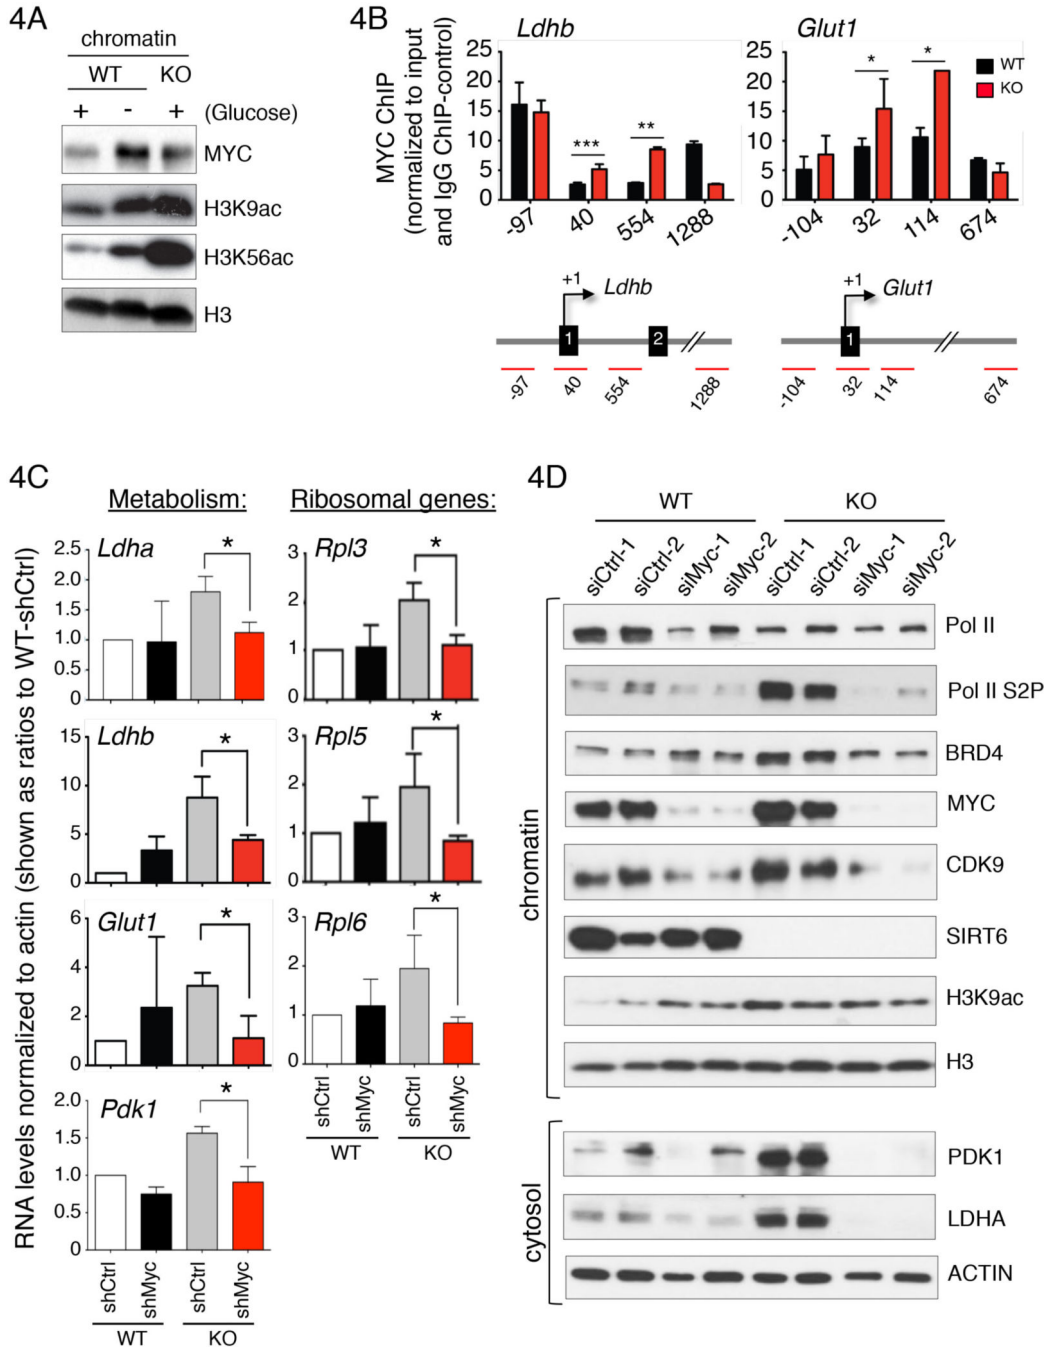 4A
chromatin
WT KO
+ - + (Glucose)
MYC
H3K9ac
H3K56ac
H3
4B
Ldhb Glut1
MYC ChIP
(normalized to input
and IgG ChIP-control)
25
20
15
10
5
0
***
**
-97 40 554 1288
25
20
15
10
5
0
*
*
WT
KO
-104 32 114 674
+1 Ldhb
1 2
-97 40 554 1288
+1 Glut1
1
-104 32 114 674
4C
RNA levels normalized to actin (shown as ratios to WT-shCtrl)
Metabolism: Ribosomal genes:
Ldha
2.5
2.0
1.5
1.0
0.5
0
*
Rpl3
3
2
1
0
*
Ldhb
15
10
5
0
*
Rpl5
3
2
1
0
*
Glut1
6
4
2
0
*
Rpl6
3
2
1
0
*
shCtrl shMyc shCtrl shMyc
WT KO
Pdk1
2.0
1.5
1.0
0.5
0
*
shCtrl shMyc shCtrl shMyc
WT KO
4D
WT KO
siCtrl-1 siCtrl-2 siMyc-1 siMyc-2 siCtrl-1 siCtrl-2 siMyc-1 siMyc-2
chromatin
Pol II
Pol II S2P
BRD4
MYC
CDK9
SIRT6
H3K9ac
H3
cytosol
PDK1
LDHA
ACTIN